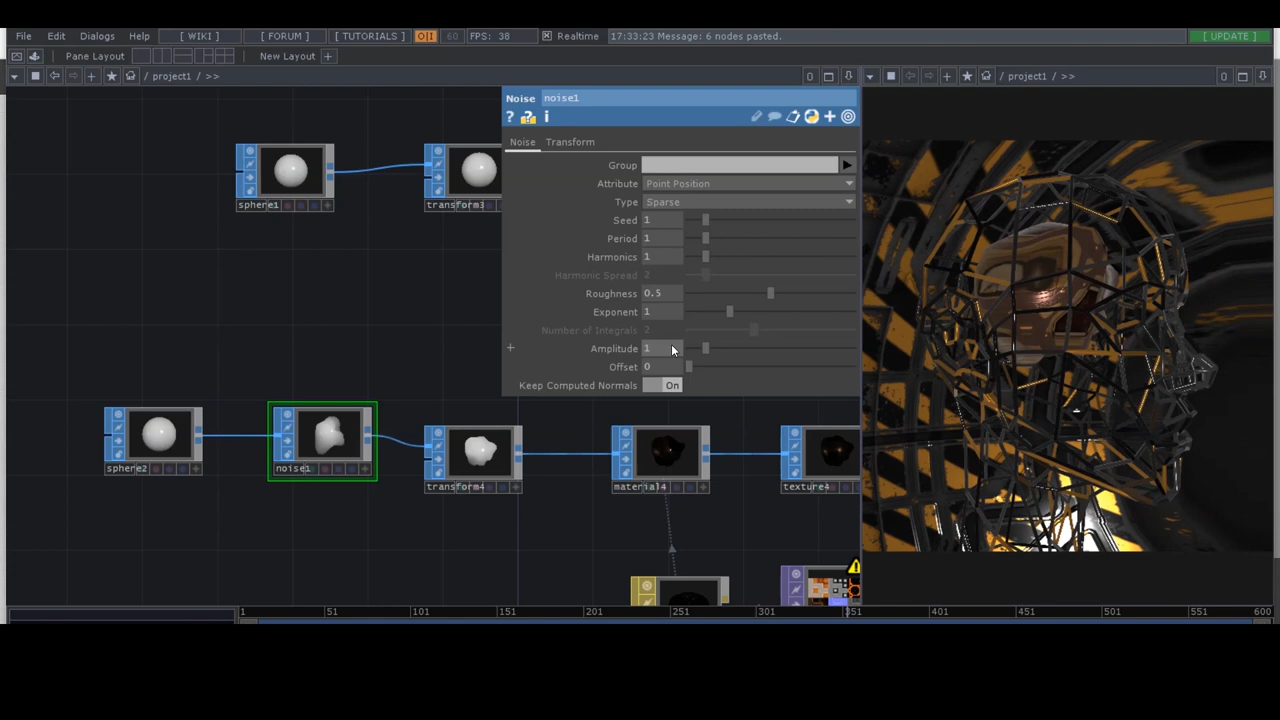 File Edit Dialogs Help [ WIKI ] [ FORUM ] [ TUTORIALS ] O|I 60 FPS: 38 Realtime 17:33:23 Message: 6 nodes pasted. [ UPDATE ]
Pane Layout New Layout +
/ project1 / >> 0 / project1 / >> 0
Noise noise1
? ? i
Noise Transform
Group
Attribute Point Position
Type Sparse
Seed 1
Period 1
Harmonics 1
Harmonic Spread 2
Roughness 0.5
Exponent 1
Number of Integrals 2
Amplitude 1
Offset 0
Keep Computed Normals On
sphere1 transform3
sphere2 noise1 transform4 material4 texture4
1 51 101 151 201 251 301 351 401 451 501 551 600